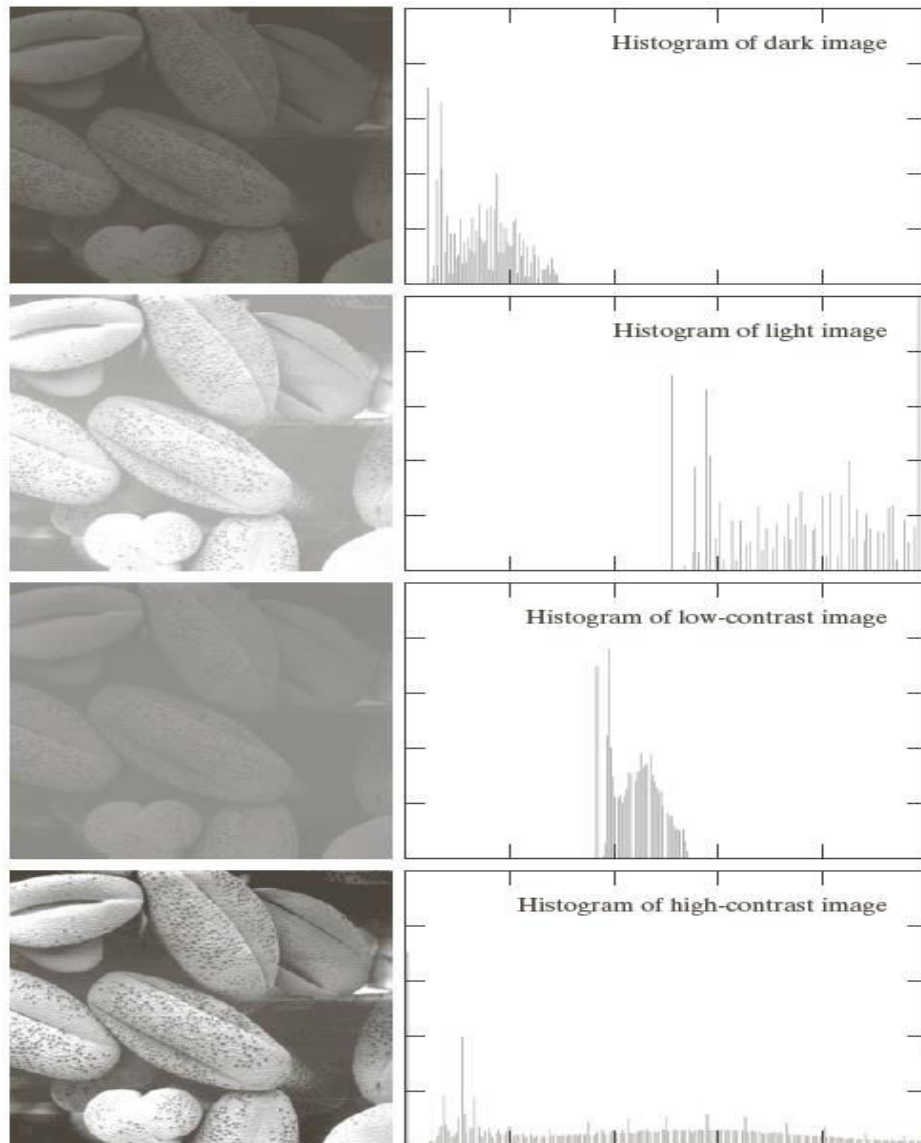 Histogram of dark image
Histogram of light image
Histogram of low-contrast image
Histogram of high-contrast image